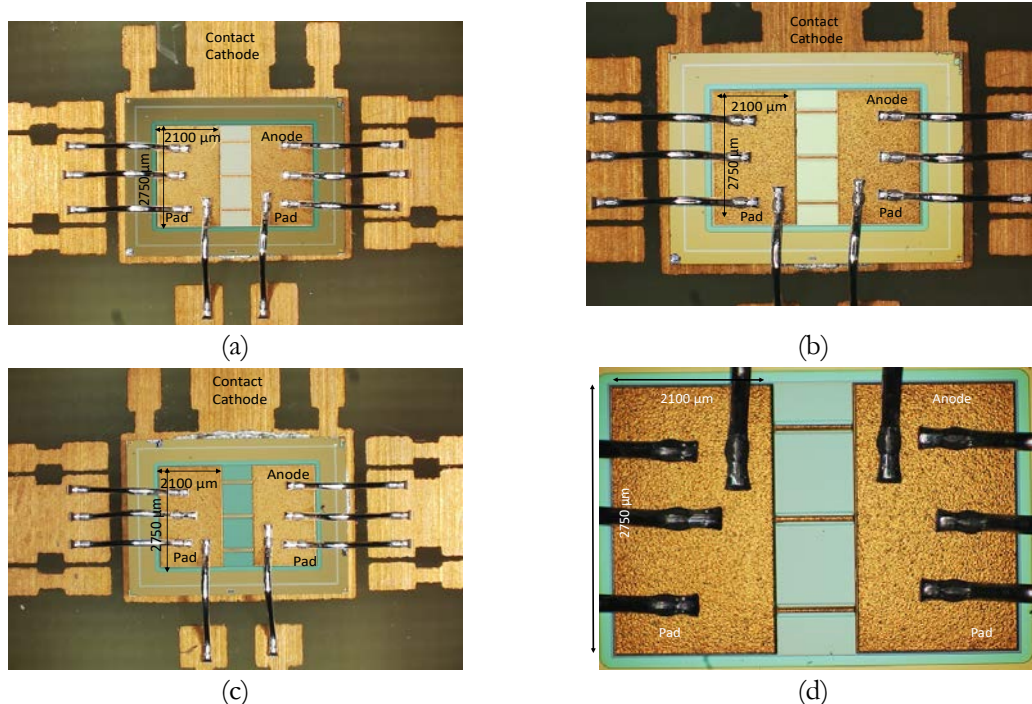 Contact
Cathode
2100 µm
Anode
2750 µm
Pad
Pad
(a)
Contact
Cathode
2100 µm
Anode
2750 µm
Pad
Pad
(b)
Contact
Cathode
2100 µm
Anode
2750 µm
Pad
Pad
(c)
2100 µm
Anode
2750 µm
Pad
Pad
(d)